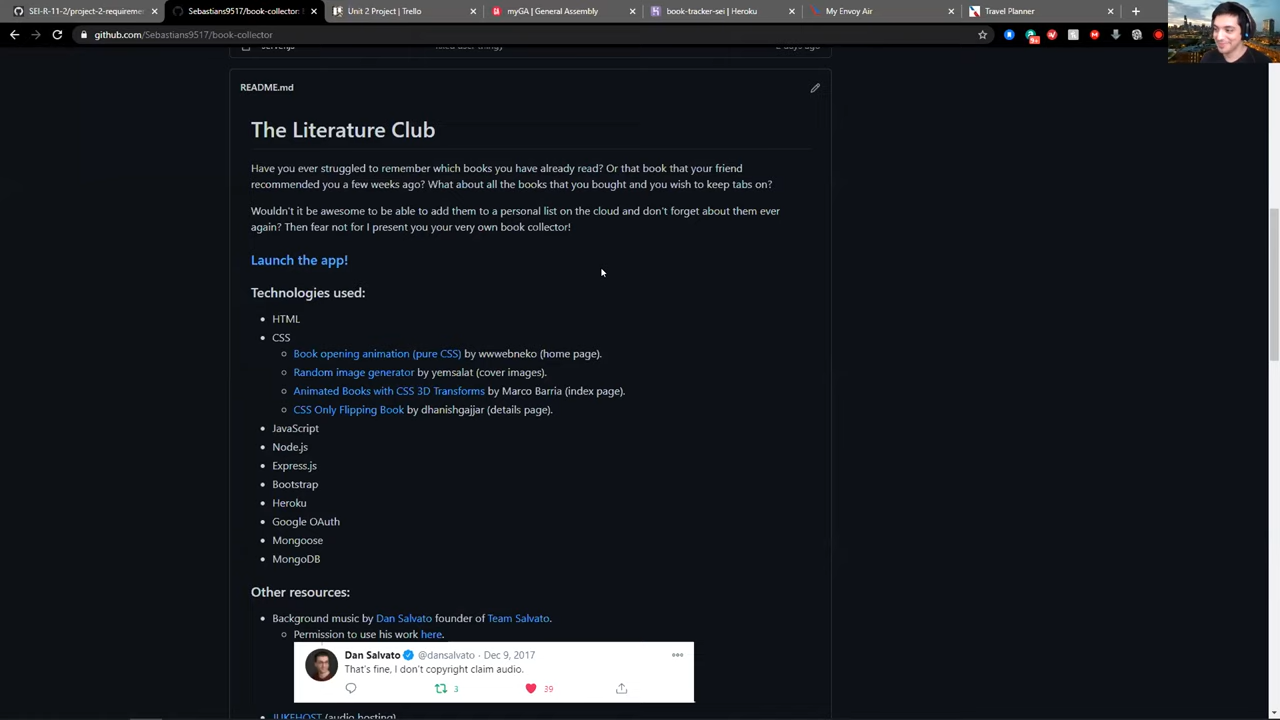 SEI-R-11-2/project-2-requiremen
Sebastians9517/book-collector:
Unit 2 Project | Trello
myGA | General Assembly
book-tracker-sei | Heroku
My Envoy Air
Travel Planner
github.com/Sebastians9517/book-collector
README.md
The Literature Club
Have you ever struggled to remember which books you have already read? Or that book that your friend
recommended you a few weeks ago? What about all the books that you bought and you wish to keep tabs on?
Wouldn't it be awesome to be able to add them to a personal list on the cloud and don't forget about them ever
again? Then fear not for I present you your very own book collector!
Launch the app!
Technologies used:
HTML
CSS
Book opening animation (pure CSS) by wwwebneko (home page).
Random image generator by yemsalat (cover images).
Animated Books with CSS 3D Transforms by Marco Barria (index page).
CSS Only Flipping Book by dhanishgajjar (details page).
JavaScript
Node.js
Express.js
Bootstrap
Heroku
Google OAuth
Mongoose
MongoDB
Other resources:
Background music by Dan Salvato founder of Team Salvato.
Permission to use his work here.
Dan Salvato @dansalvato · Dec 9, 2017
That's fine, I don't copyright claim audio.
3 39
JUKEHOST (audio hosting)